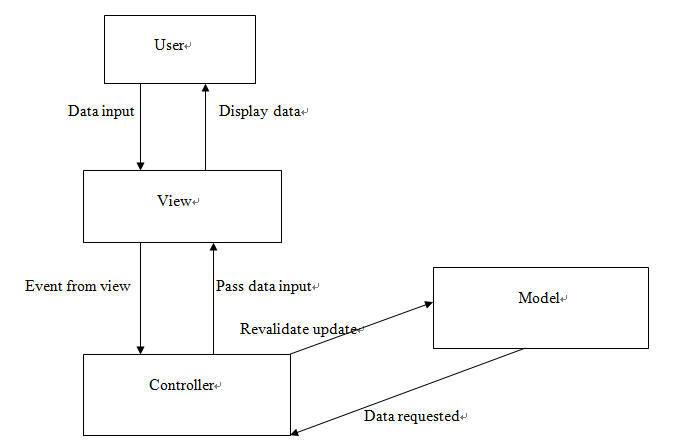 User
Data input
Display data
View
Event from view
Pass data input
Model
Revalidate update
Controller
Data requested